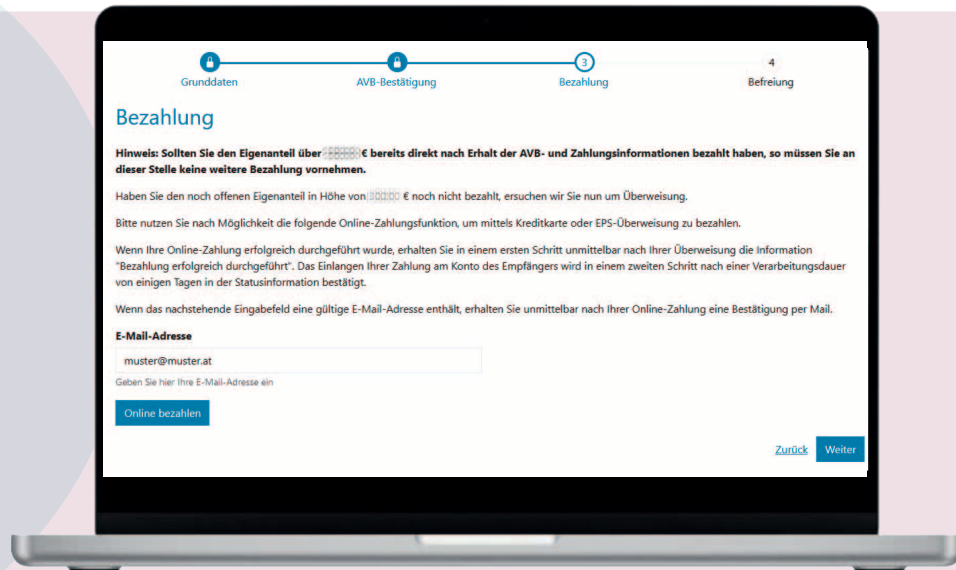 3
4
Grunddaten
AVB-Bestätigung
Bezahlung
Befreiung
Bezahlung
Hinweis: Sollten Sie den Eigenanteil über € bereits direkt nach Erhalt der AVB- und Zahlungsinformationen bezahlt haben, so müssen Sie an
dieser Stelle keine weitere Bezahlung vornehmen.
Haben Sie den noch offenen Eigenanteil in Höhe von € noch nicht bezahlt, ersuchen wir Sie nun um Überweisung.
Bitte nutzen Sie nach Möglichkeit die folgende Online-Zahlungsfunktion, um mittels Kreditkarte oder EPS-Überweisung zu bezahlen.
Wenn Ihre Online-Zahlung erfolgreich durchgeführt wurde, erhalten Sie in einem ersten Schritt unmittelbar nach Ihrer Überweisung die Information
"Bezahlung erfolgreich durchgeführt". Das Einlangen Ihrer Zahlung am Konto des Empfängers wird in einem zweiten Schritt nach einer Verarbeitungsdauer
von einigen Tagen in der Statusinformation bestätigt.
Wenn das nachstehende Eingabefeld eine gültige E-Mail-Adresse enthält, erhalten Sie unmittelbar nach Ihrer Online-Zahlung eine Bestätigung per Mail.
E-Mail-Adresse
muster@muster.at
Geben Sie hier Ihre E-Mail-Adresse ein
Online bezahlen
Zurück Weiter